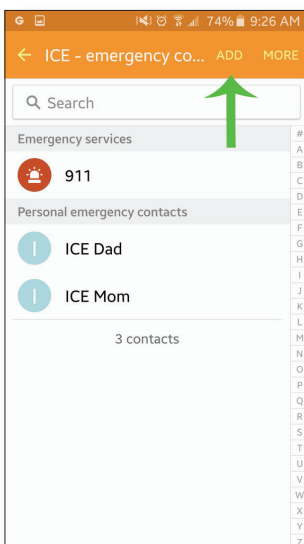 G 74% 9:26 AM
← ICE - emergency co... ADD MORE
Search
Emergency services
911
Personal emergency contacts
I ICE Dad
I ICE Mom
3 contacts
#
A
B
C
D
E
F
G
H
I
J
K
L
M
N
O
P
Q
R
S
T
U
V
W
X
Y
Z